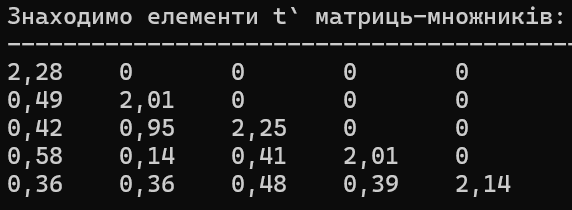 Знаходимо елементи t` матриць-множників:
-----------------------------------------
2,28 0 0 0 0
0,49 2,01 0 0 0
0,42 0,95 2,25 0 0
0,58 0,14 0,41 2,01 0
0,36 0,36 0,48 0,39 2,14